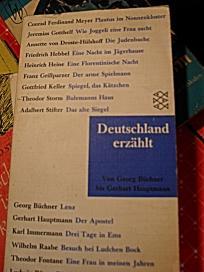 Conrad Ferdinand Meyer Plautus im Nonnenkloster
Jeremias Gotthelf Wie Joggeli eine Frau sucht
Annette von Droste-Hülshoff Die Judenbuche
Friedrich Hebbel Eine Nacht im Jägerhause
Heinrich Heine Eine Florentinische Nacht
Franz Grillparzer Der arme Spielmann
Gottfried Keller Spiegel, das Kätzchen
Theodor Storm Bulemanns Haus
Adalbert Stifter Das alte Siegel
Deutschland
erzählt
Von Georg Büchner
bis Gerhart Hauptmann
Georg Büchner Lenz
Gerhart Hauptmann Der Apostel
Karl Immermann Drei Tage in Ems
Wilhelm Raabe Besuch bei Ludchen Bock
Theodor Fontane Eine Frau in meinen Jahren